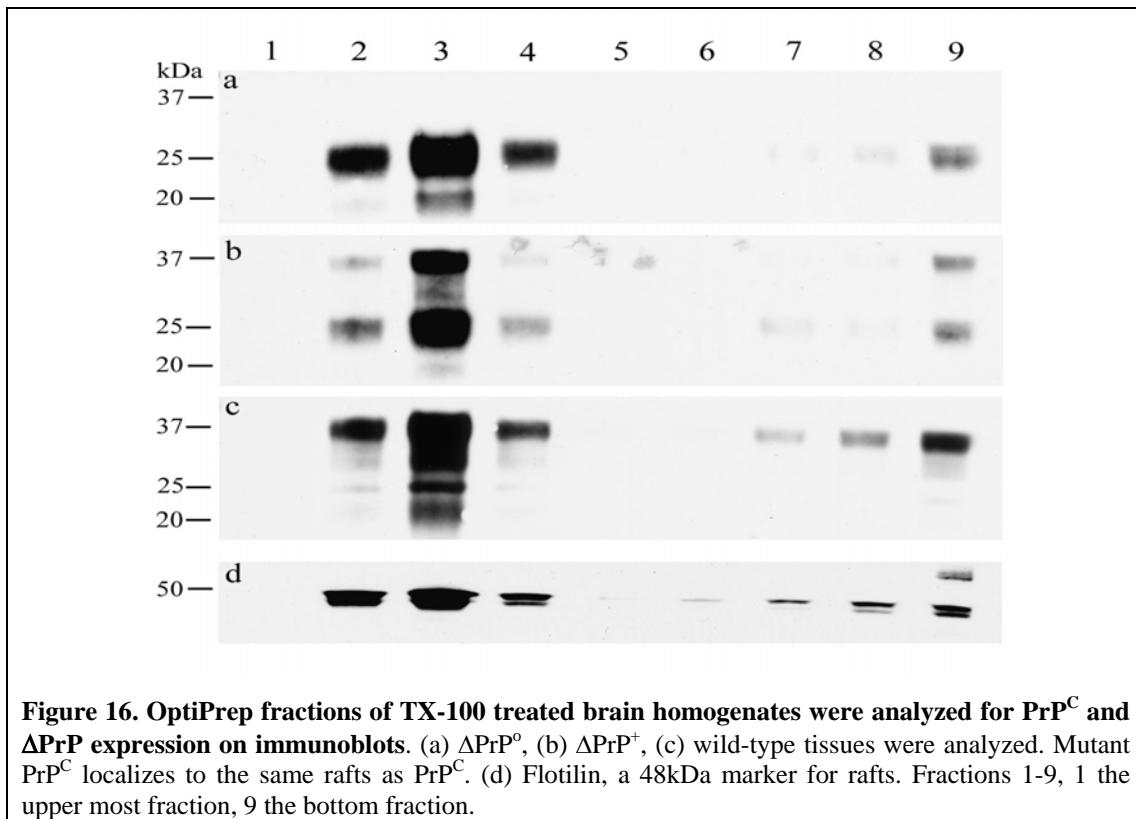 1 2 3 4 5 6 7 8 9
kDa
a
37
25
20
b
37
25
20
c
37
25
20
d
50
Figure 16. OptiPrep fractions of TX-100 treated brain homogenates were analyzed for PrP^C and
ΔPrP expression on immunoblots. (a) ΔPrP^o, (b) ΔPrP^+, (c) wild-type tissues were analyzed. Mutant
PrP^C localizes to the same rafts as PrP^C. (d) Flotilin, a 48kDa marker for rafts. Fractions 1-9, 1 the
upper most fraction, 9 the bottom fraction.